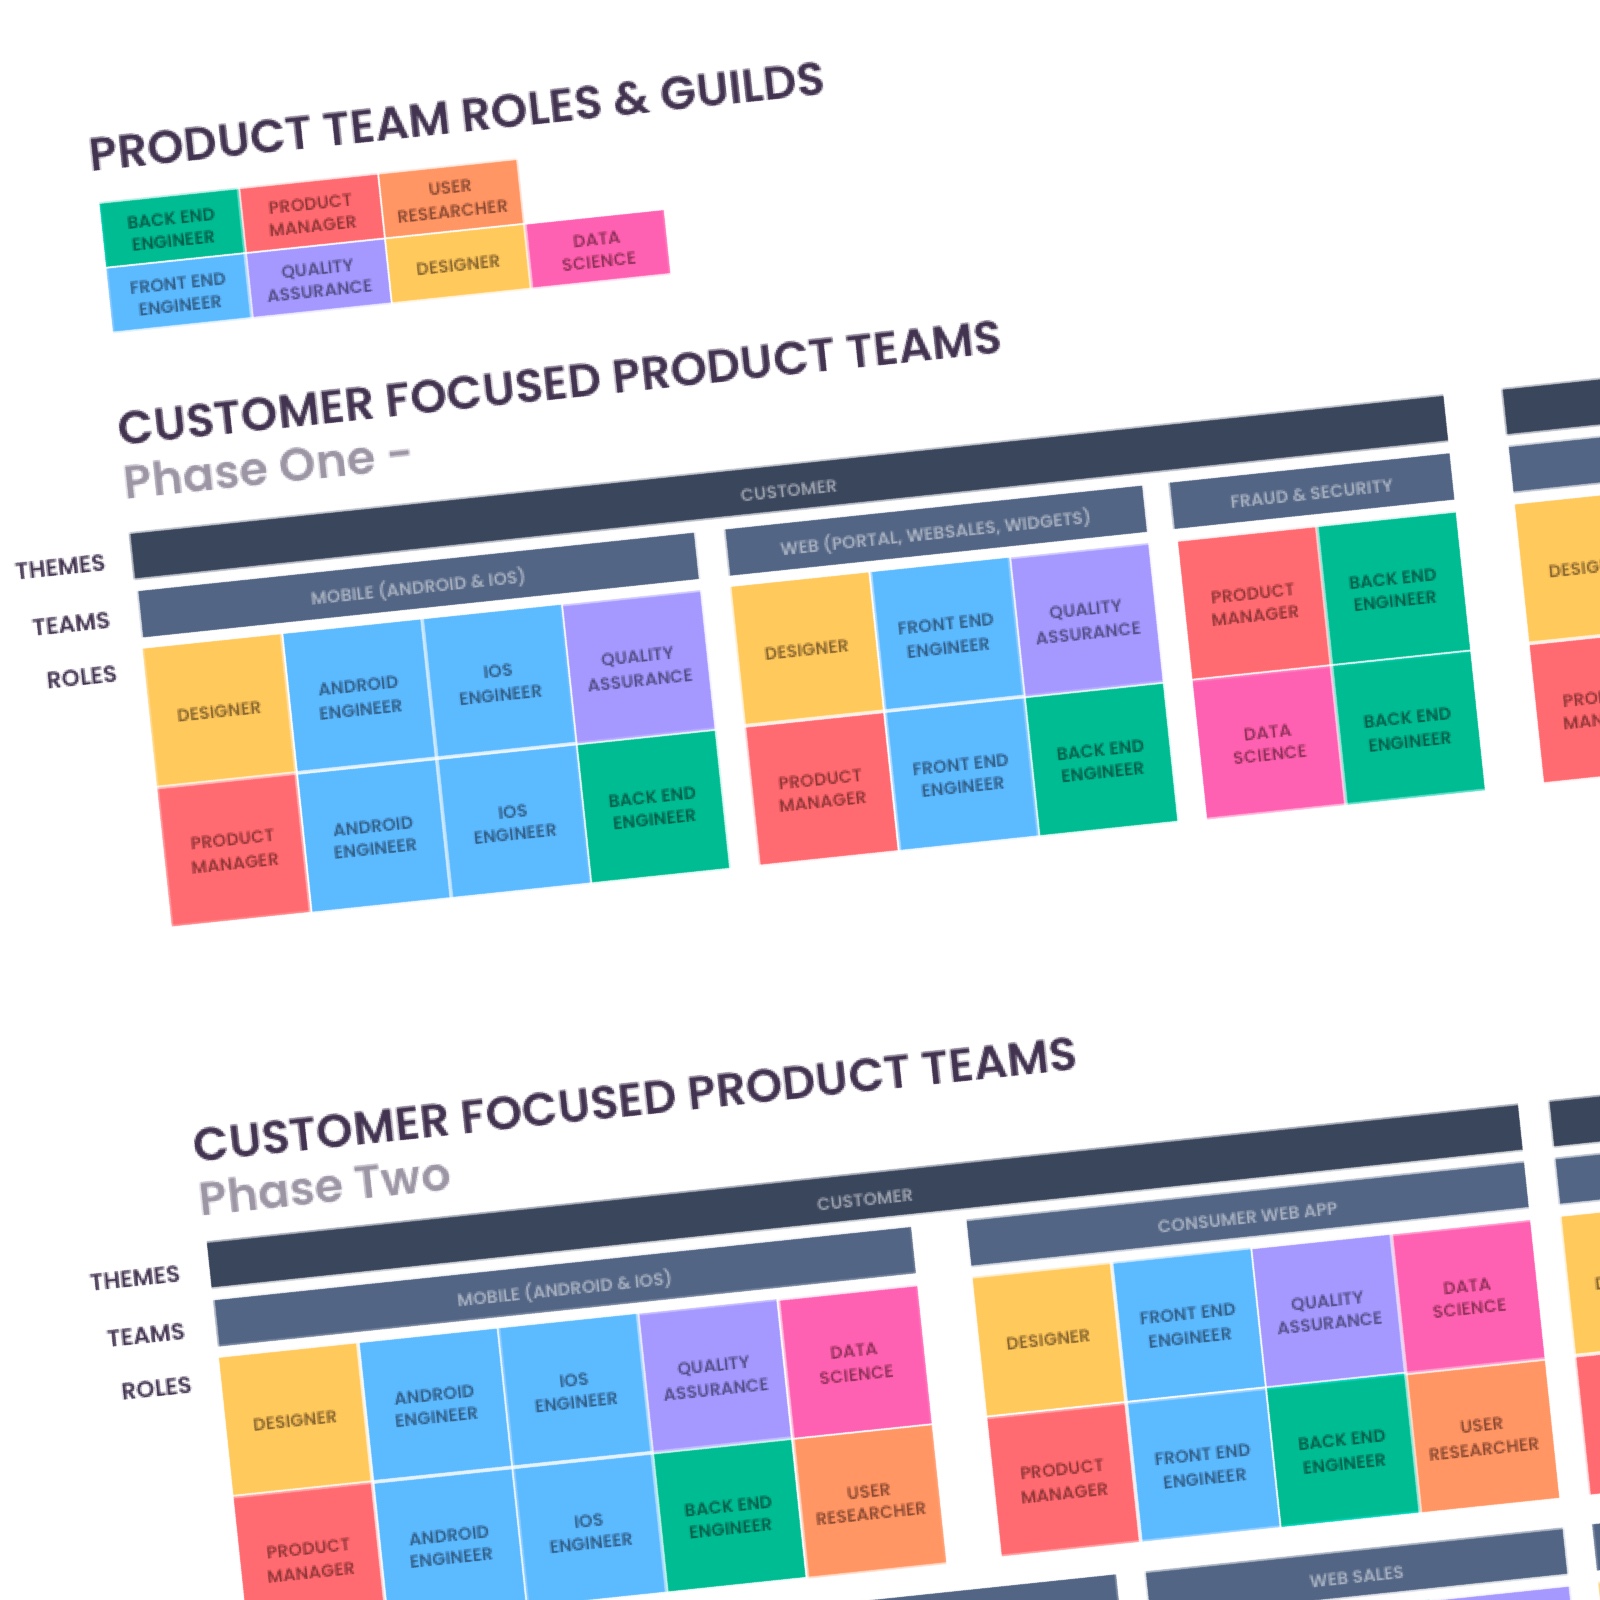 PRODUCT TEAM ROLES & GUILDS
BACK END
ENGINEER
PRODUCT
MANAGER
USER
RESEARCHER
FRONT END
ENGINEER
QUALITY
ASSURANCE
DESIGNER
DATA
SCIENCE
CUSTOMER FOCUSED PRODUCT TEAMS
Phase One -
THEMES
CUSTOMER
TEAMS
MOBILE (ANDROID & IOS)
WEB (PORTAL, WEBSALES, WIDGETS)
FRAUD & SECURITY
ROLES
DESIGNER
ANDROID
ENGINEER
IOS
ENGINEER
QUALITY
ASSURANCE
PRODUCT
MANAGER
ANDROID
ENGINEER
IOS
ENGINEER
BACK END
ENGINEER
DESIGNER
FRONT END
ENGINEER
QUALITY
ASSURANCE
PRODUCT
MANAGER
FRONT END
ENGINEER
BACK END
ENGINEER
PRODUCT
MANAGER
BACK END
ENGINEER
DATA
SCIENCE
BACK END
ENGINEER
CUSTOMER FOCUSED PRODUCT TEAMS
Phase Two
THEMES
CUSTOMER
TEAMS
MOBILE (ANDROID & IOS)
CONSUMER WEB APP
ROLES
DESIGNER
ANDROID
ENGINEER
IOS
ENGINEER
QUALITY
ASSURANCE
DATA
SCIENCE
PRODUCT
MANAGER
ANDROID
ENGINEER
IOS
ENGINEER
BACK END
ENGINEER
USER
RESEARCHER
DESIGNER
FRONT END
ENGINEER
QUALITY
ASSURANCE
DATA
SCIENCE
PRODUCT
MANAGER
FRONT END
ENGINEER
BACK END
ENGINEER
USER
RESEARCHER
WEB SALES